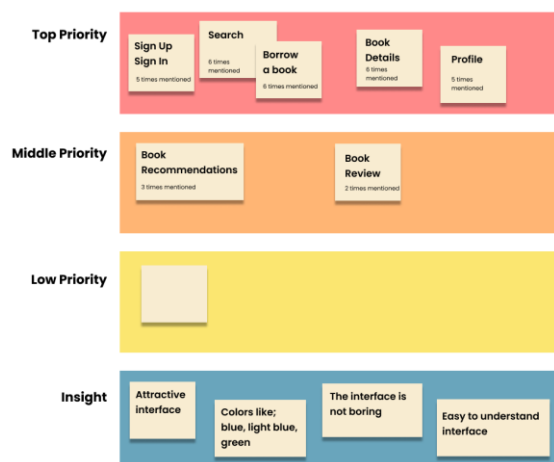 Top Priority
Sign Up
Sign In
5 times mentioned
Search
6 times
mentioned
Borrow
a book
6 times mentioned
Book
Details
6 times
mentioned
Profile
5 times
mentioned
Middle Priority
Book
Recommendations
3 times mentioned
Book
Review
2 times mentioned
Low Priority
Insight
Attractive
interface
Colors like;
blue, light blue,
green
The interface is
not boring
Easy to understand
interface